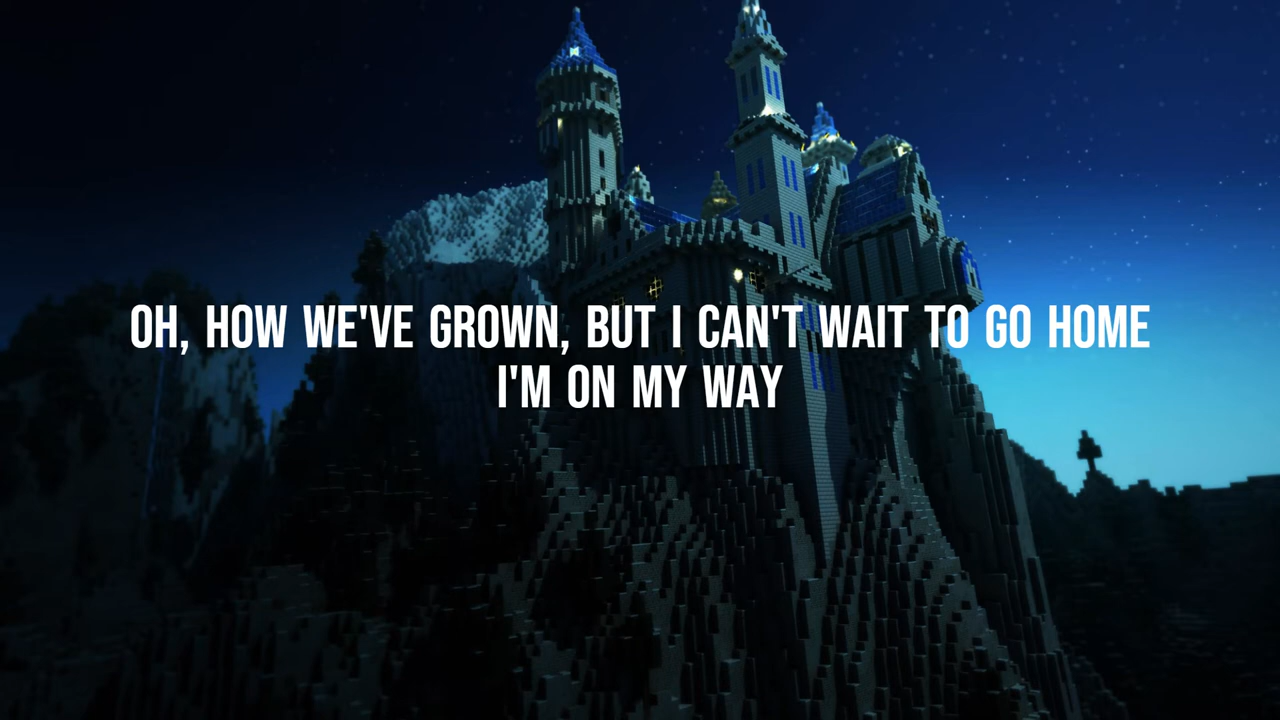 OH, HOW WE'VE GROWN, BUT I CAN'T WAIT TO GO HOME
I'M ON MY WAY